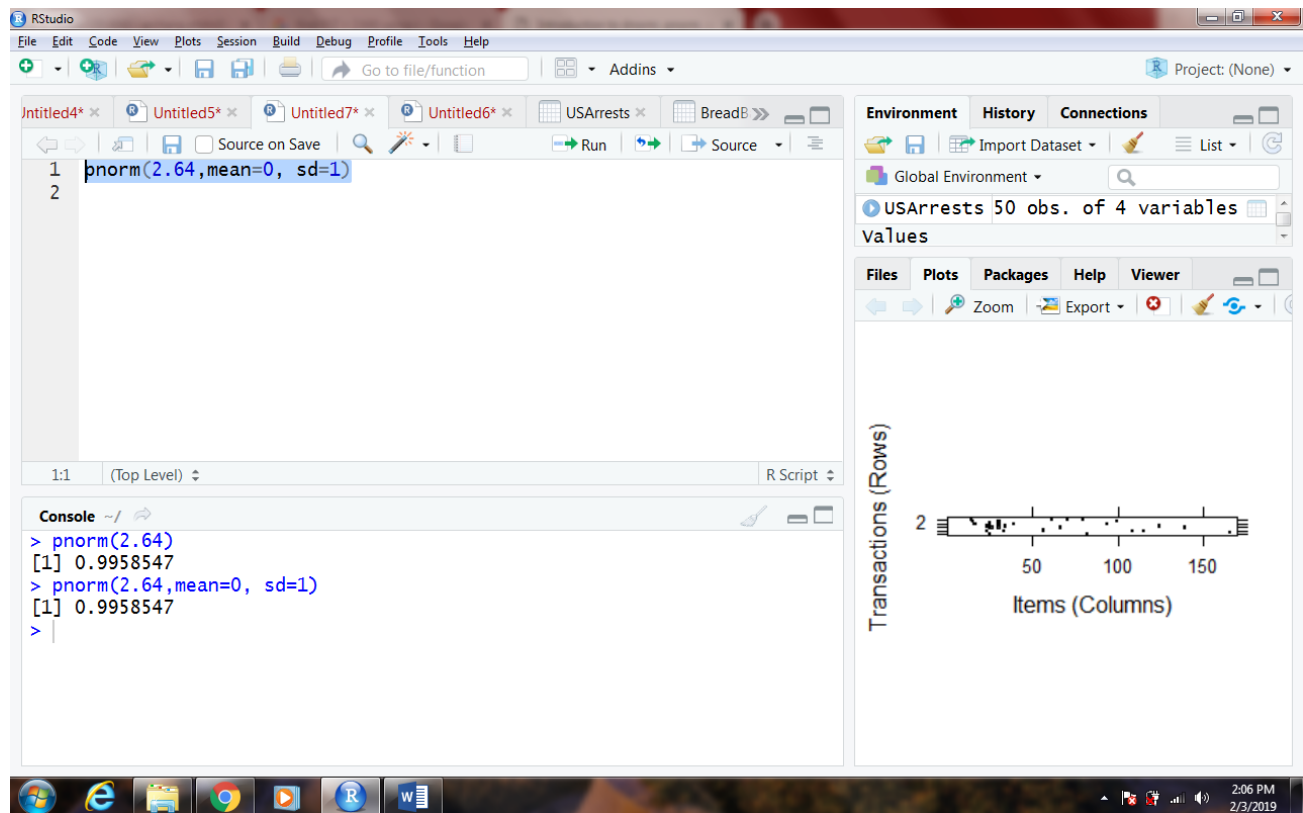 RStudio
File Edit Code View Plots Session Build Debug Profile Tools Help
Go to file/function Addins Project: (None)
Intitled4* Untitled5* Untitled7* Untitled6* USArrests BreadB
Source on Save Run Source
1 pnorm(2.64,mean=0, sd=1)
2
1:1 (Top Level) R Script
Console ~/
> pnorm(2.64)
[1] 0.9958547
> pnorm(2.64,mean=0, sd=1)
[1] 0.9958547
>
Environment History Connections
Import Dataset List
Global Environment
USArrests 50 obs. of 4 variables
Values
Files Plots Packages Help Viewer
Zoom Export
Transactions (Rows)
2
50 100 150
Items (Columns)
2:06 PM
2/3/2019